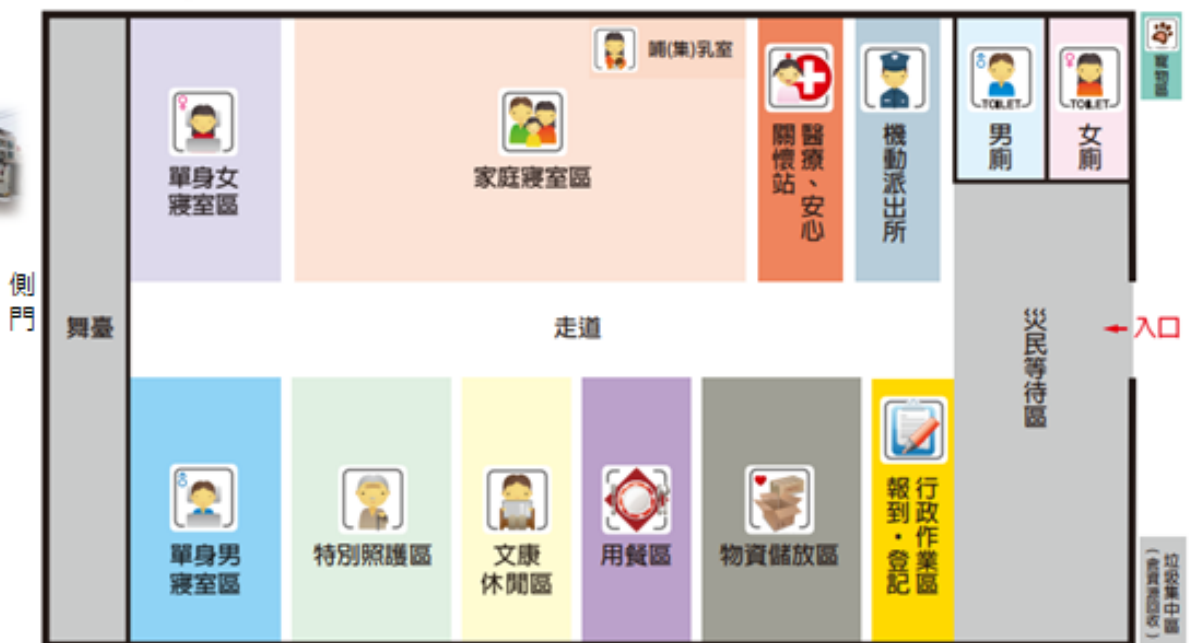 哺(集)乳室
單身女
寢室區
家庭寢室區
醫療、安心
關懷站
機動派出所
TOILET
男廁
TOILET
女廁
寵物區
側門
舞臺
走道
災民等待區
入口
單身男
寢室區
特別照護區
文康
休閒區
用餐區
物資儲放區
行政作業區
報到・登記
垃圾集中區
(含資源回收)